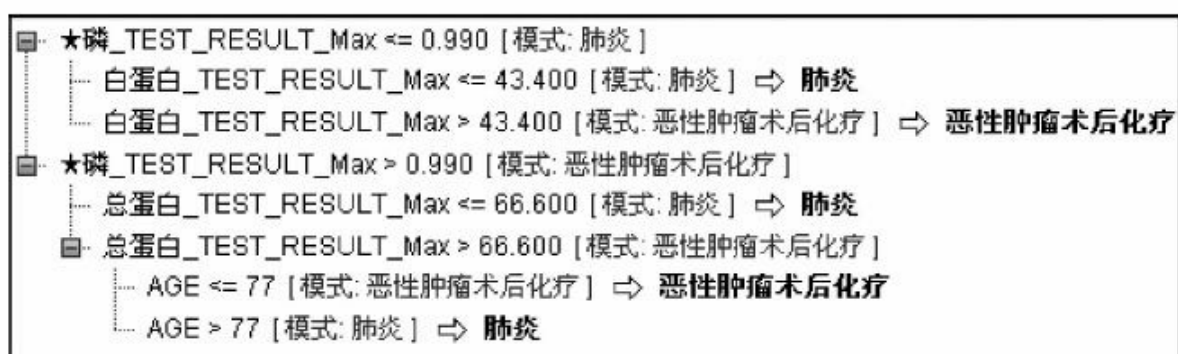 ★磷_TEST_RESULT_Max <= 0.990 [模式: 肺炎]
白蛋白_TEST_RESULT_Max <= 43.400 [模式: 肺炎] ⇨ 肺炎
白蛋白_TEST_RESULT_Max > 43.400 [模式: 恶性肿瘤术后化疗] ⇨ 恶性肿瘤术后化疗
★磷_TEST_RESULT_Max > 0.990 [模式: 恶性肿瘤术后化疗]
总蛋白_TEST_RESULT_Max <= 66.600 [模式: 肺炎] ⇨ 肺炎
总蛋白_TEST_RESULT_Max > 66.600 [模式: 恶性肿瘤术后化疗]
AGE <= 77 [模式: 恶性肿瘤术后化疗] ⇨ 恶性肿瘤术后化疗
AGE > 77 [模式: 肺炎] ⇨ 肺炎